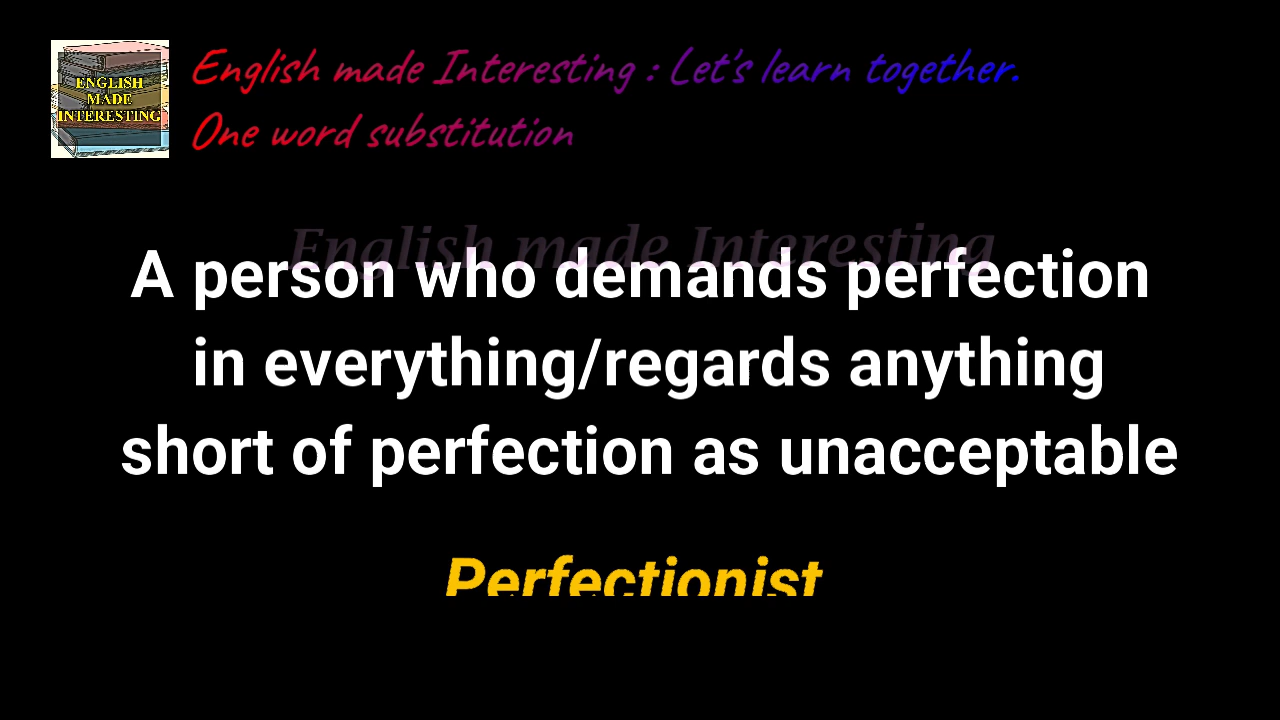 ENGLISH
MADE
INTERESTING
English made Interesting : Let's learn together.
One word substitution
English made Interesting
A person who demands perfection
in everything/regards anything
short of perfection as unacceptable
Perfectionist